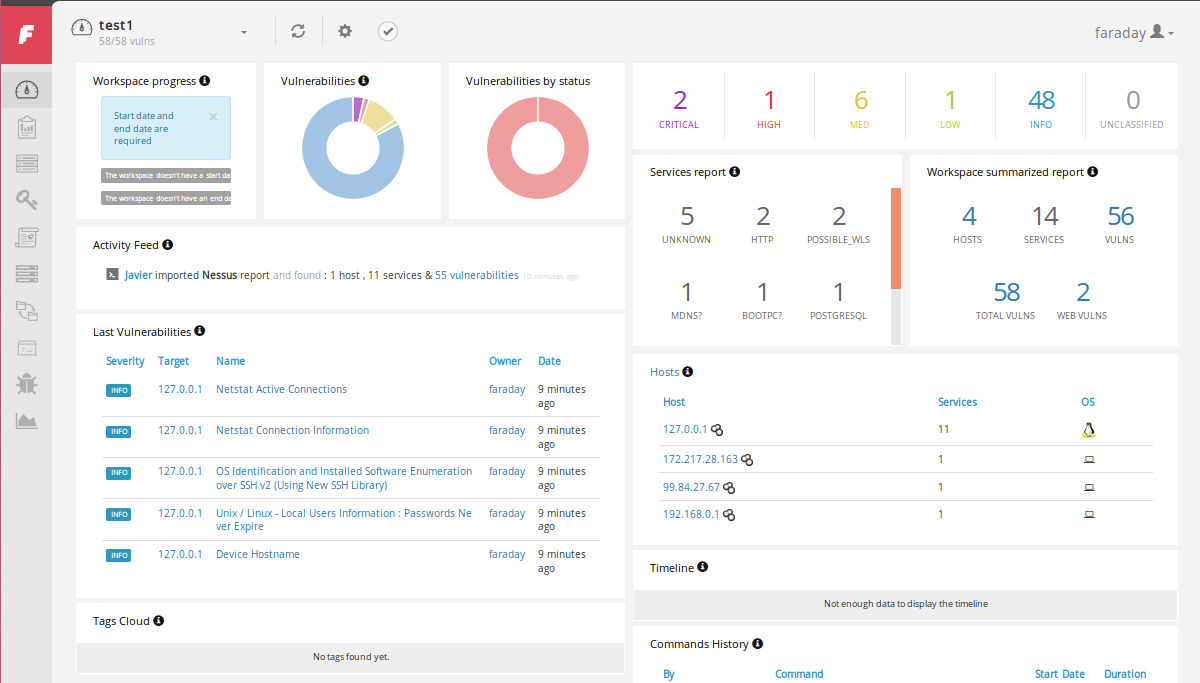 test1
58/58 vulns
faraday
Workspace progress
Start date and
end date are
required
×
The workspace doesn't have a start da
The workspace doesn't have an end da
Vulnerabilities
Vulnerabilities by status
2
CRITICAL
1
HIGH
6
MED
1
LOW
48
INFO
0
UNCLASSIFIED
Services report
5
UNKNOWN
2
HTTP
2
POSSIBLE_WLS
1
MDNS?
1
BOOTPC?
1
POSTGRESQL
Workspace summarized report
4
HOSTS
14
SERVICES
56
VULNS
58
TOTAL VULNS
2
WEB VULNS
Activity Feed
Javier imported Nessus report and found : 1 host , 11 services & 55 vulnerabilities 10 minutes ago
Last Vulnerabilities
Severity Target Name Owner Date
INFO 127.0.0.1 Netstat Active Connections faraday 9 minutes
ago
INFO 127.0.0.1 Netstat Connection Information faraday 9 minutes
ago
INFO 127.0.0.1 OS Identification and Installed Software Enumeration faraday 9 minutes
over SSH v2 (Using New SSH Library) ago
INFO 127.0.0.1 Unix / Linux - Local Users Information : Passwords Ne faraday 9 minutes
ver Expire ago
INFO 127.0.0.1 Device Hostname faraday 9 minutes
ago
Hosts
Host Services OS
127.0.0.1 11
172.217.28.163 1
99.84.27.67 1
192.168.0.1 1
Timeline
Not enough data to display the timeline
Tags Cloud
No tags found yet.
Commands History
By Command Start Date Duration